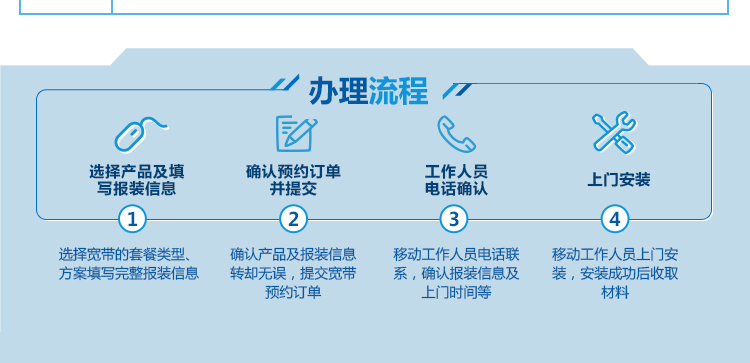 办理流程
选择产品及填
写报装信息
确认预约订单
并提交
工作人员
电话确认
上门安装
1
2
3
4
选择宽带的套餐类型、
方案填写完整报装信息
确认产品及报装信息
转却无误，提交宽带
预约订单
移动工作人员电话联
系，确认报装信息及
上门时间等
移动工作人员上门安
装，安装成功后收取
材料